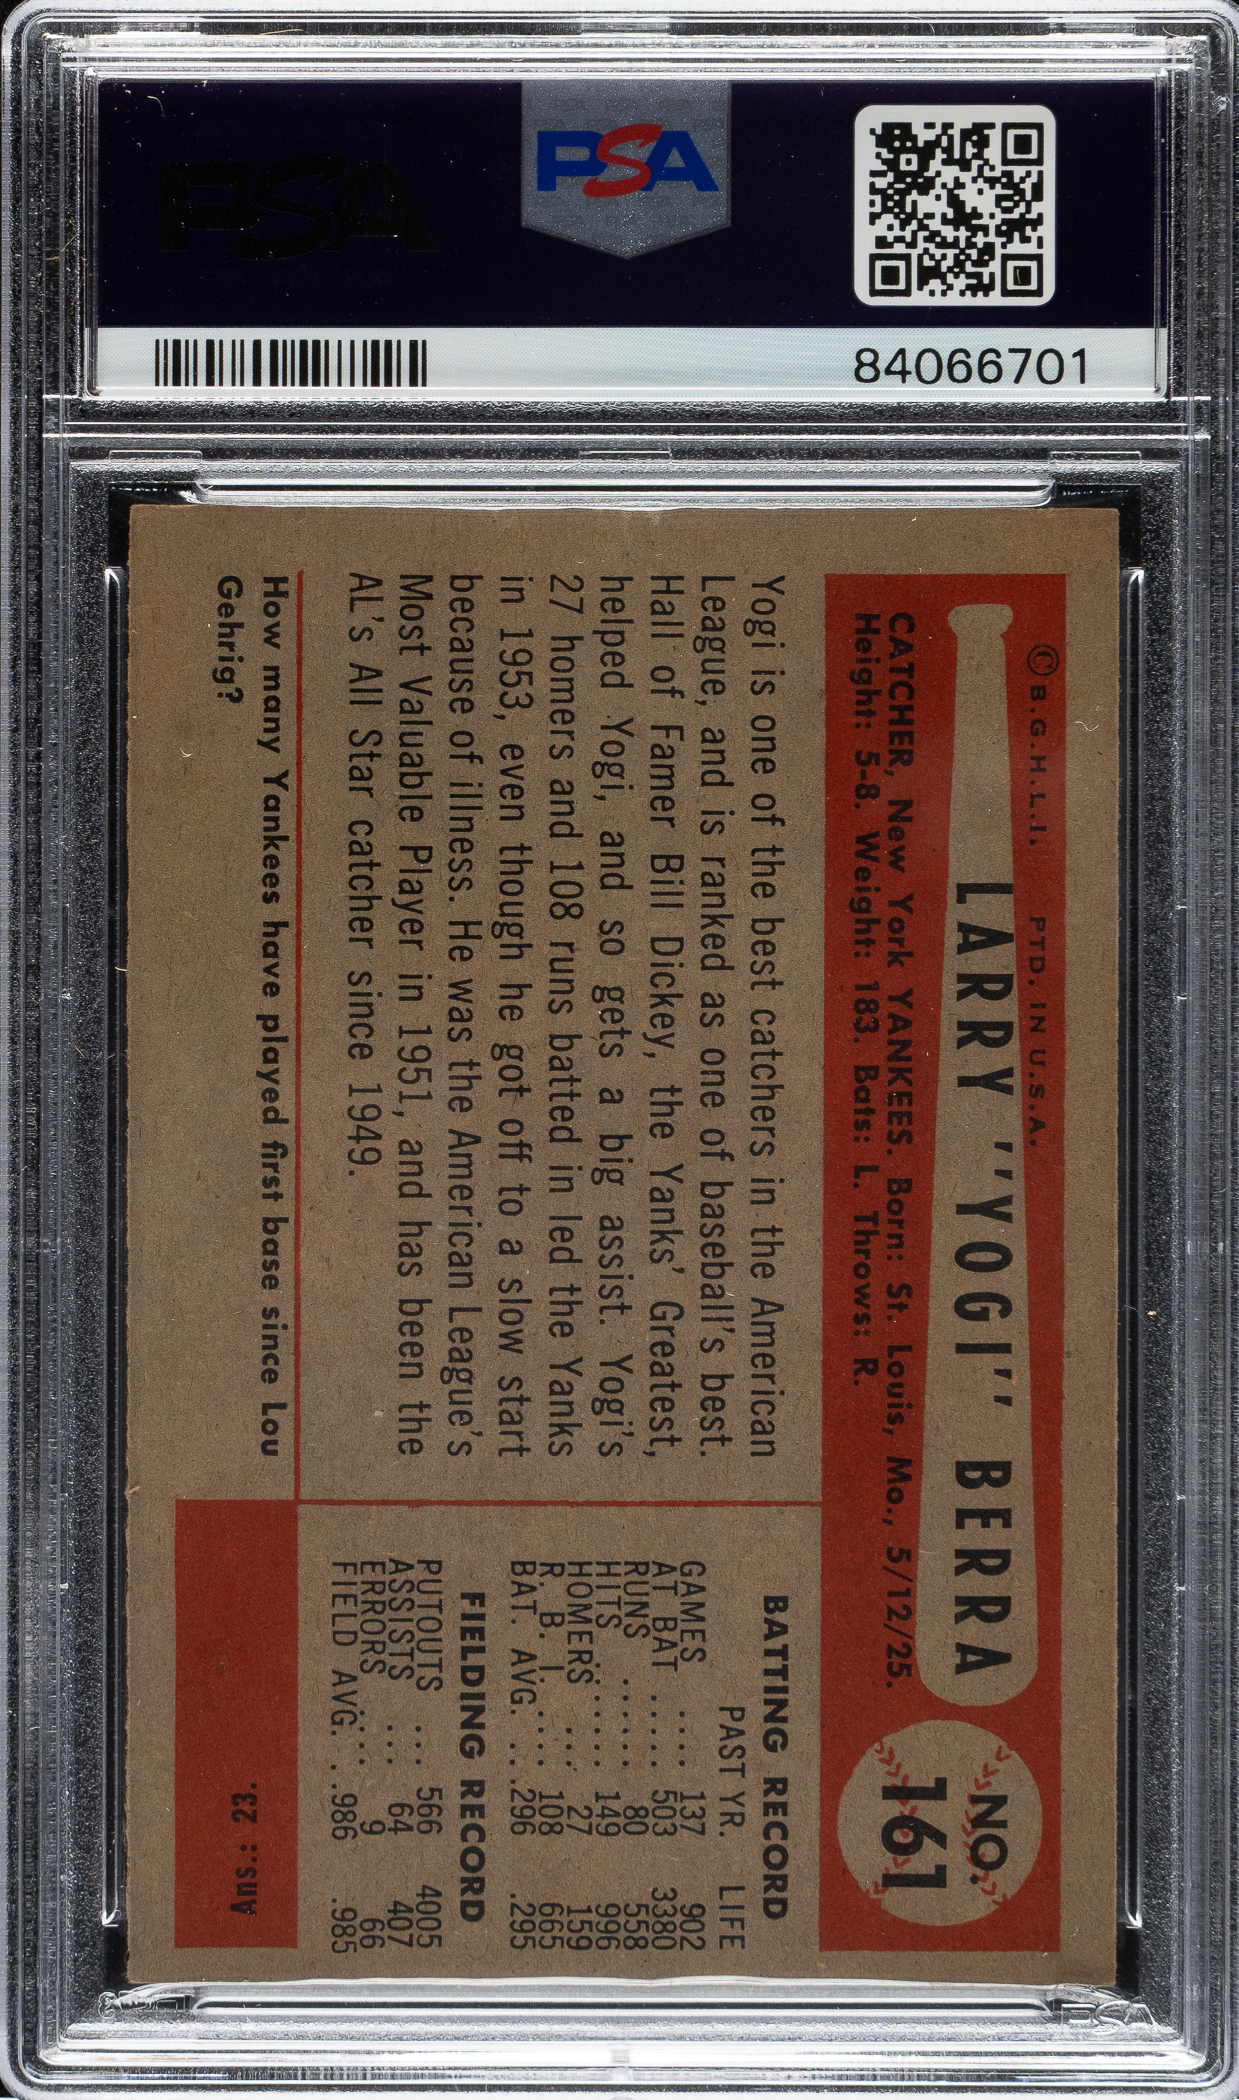 PSA
PSA
84066701
© B.G.H.L.I. PTD. IN U.S.A.
LARRY "YOGI" BERRA
NO. 161
CATCHER, New York YANKEES. Born: St. Louis, Mo., 5/12/25.
Height: 5-8. Weight: 183. Bats: L. Throws: R.
Yogi is one of the best catchers in the American
League, and is ranked as one of baseball's best.
Hall of Famer Bill Dickey, the Yanks' Greatest,
helped Yogi, and so gets a big assist. Yogi's
27 homers and 108 runs batted in led the Yanks
in 1953, even though he got off to a slow start
because of illness. He was the American League's
Most Valuable Player in 1951, and has been the
AL's All Star catcher since 1949.
How many Yankees have played first base since Lou
Gehrig?
BATTING RECORD
PAST YR. LIFE
GAMES .... 137 902
AT BAT ..... 503 3380
RUNS ...... 80 558
HITS ....... 149 996
HOMERS ... 27 159
R. B. I. ..... 108 665
BAT. AVG. .. .296 .295
FIELDING RECORD
PUTOUTS ... 566 4005
ASSISTS ... 64 407
ERRORS .... 9 66
FIELD AVG. . .986 .985
Ans.: 23.
PSA